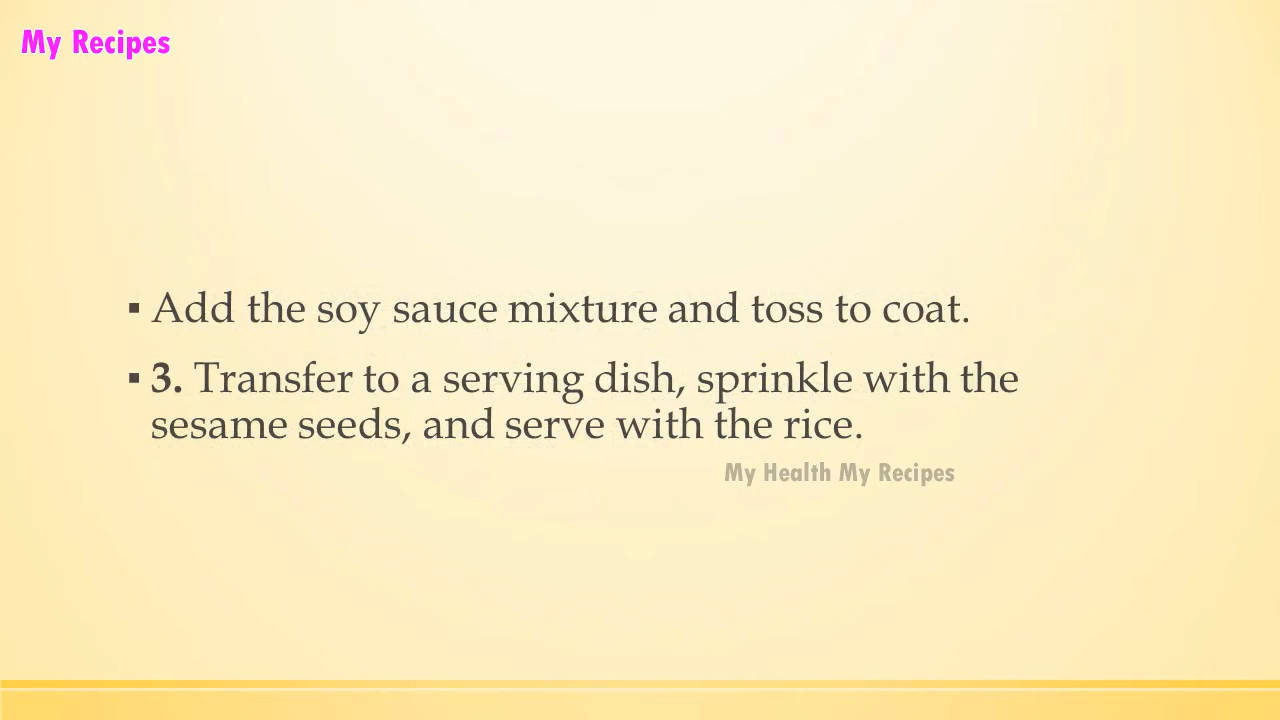 My Recipes
▪ Add the soy sauce mixture and toss to coat.
▪ 3. Transfer to a serving dish, sprinkle with the
sesame seeds, and serve with the rice.
My Health My Recipes